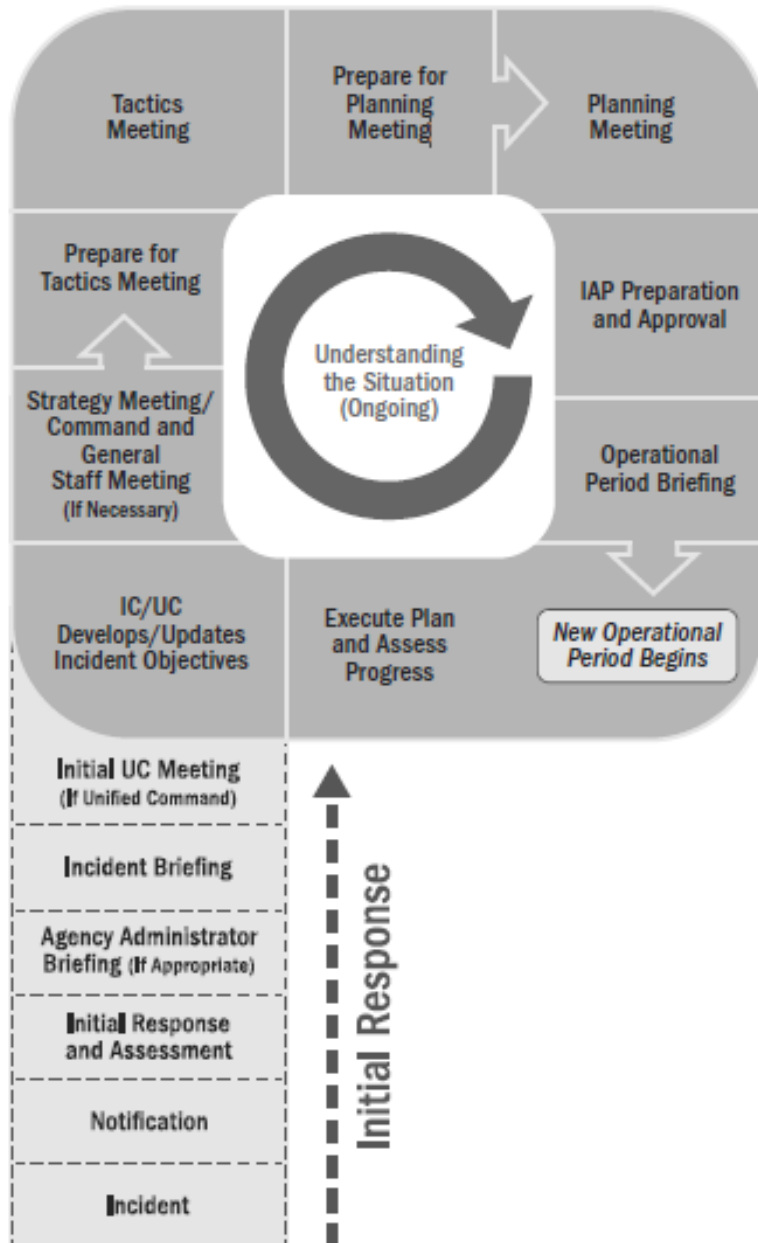 Tactics
Meeting
Prepare for
Planning
Meeting
Planning
Meeting
Prepare for
Tactics Meeting
Understanding
the Situation
(Ongoing)
IAP Preparation
and Approval
Strategy Meeting/
Command and
General
Staff Meeting
(If Necessary)
Operational
Period Briefing
IC/UC
Develops/Updates
Incident Objectives
Execute Plan
and Assess
Progress
New Operational
Period Begins
Initial UC Meeting
(If Unified Command)
Incident Briefing
Agency Administrator
Briefing (If Appropriate)
Initial Response
and Assessment
Notification
Incident
Initial Response